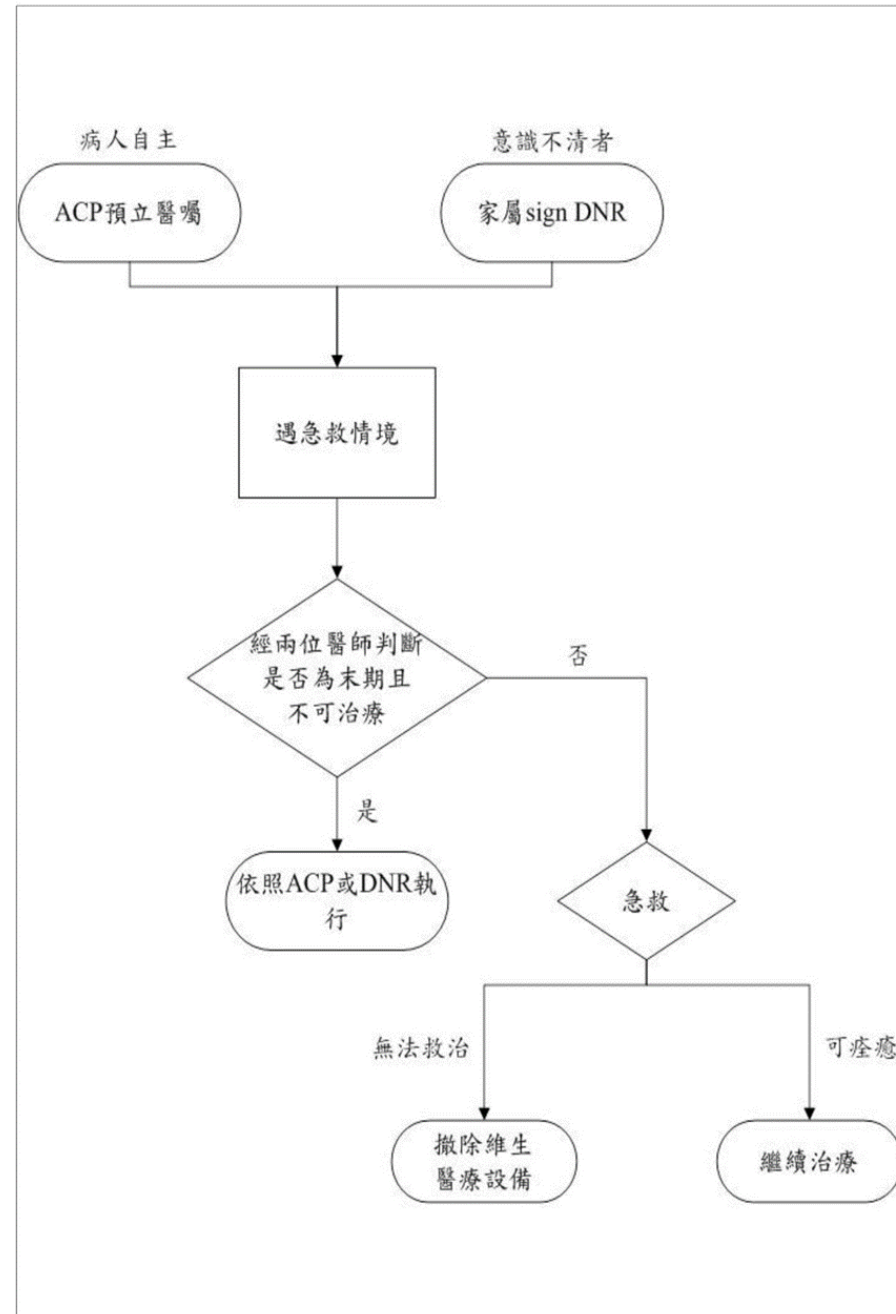 病人自主
意識不清者
ACP預立醫囑
家屬sign DNR
遇急救情境
經兩位醫師判斷
是否為末期且
不可治療
否
是
依照ACP或DNR執
行
急救
無法救治
可痊癒
撤除維生
醫療設備
繼續治療